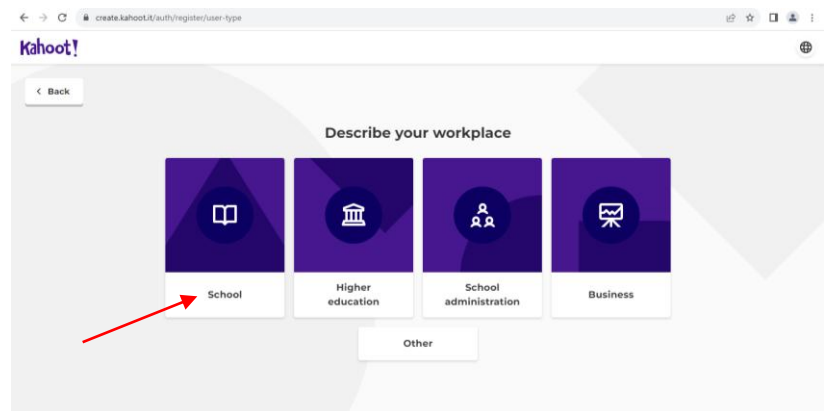 create.kahoot.it/auth/register/user-type
Kahoot!
Back
Describe your workplace
School
Higher
education
School
administration
Business
Other